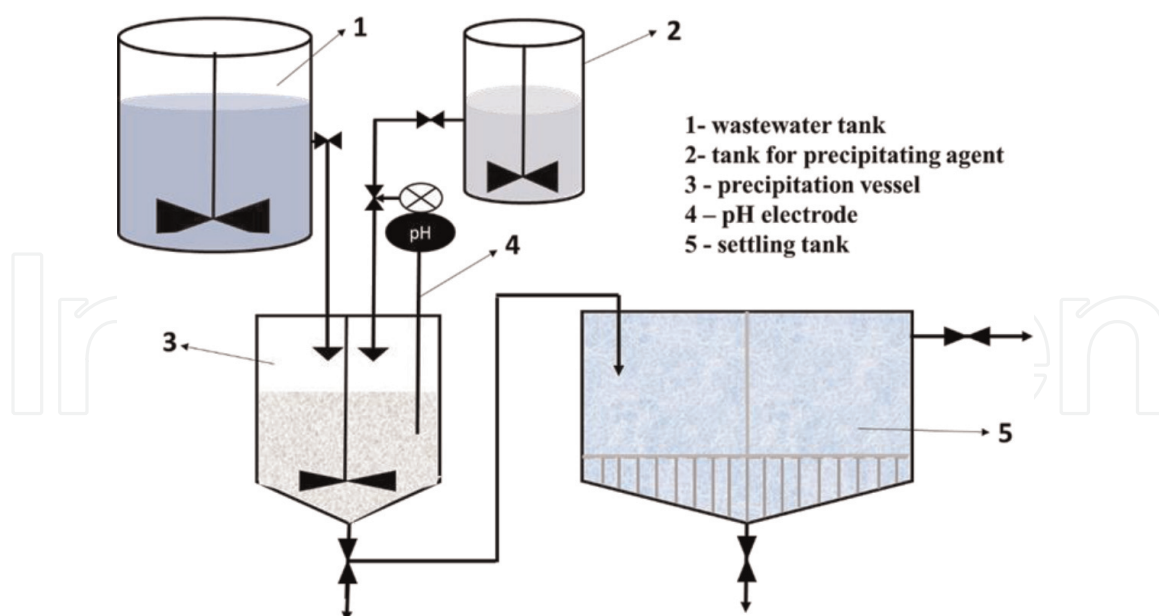 1
2
1- wastewater tank
2- tank for precipitating agent
3 - precipitation vessel
4 – pH electrode
5 - settling tank
pH
4
3
5